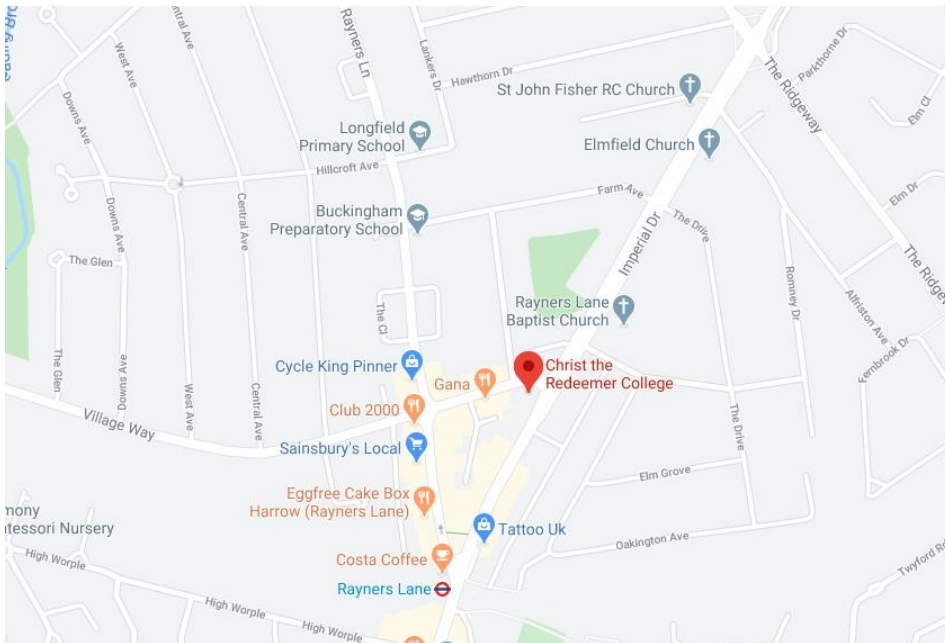 Rayners Ln
Central Ave
West Ave
Downs Ave
Lankers Dr
Hawthorn Dr
St John Fisher RC Church
The Ridgeway
Parkthorne Dr
Elm Cl
Longfield
Primary School
Elmfield Church
Hillcroft Ave
Farm Ave
The Drive
Elm Dr
Downs Ave
Central Ave
Buckingham
Preparatory School
Imperial Dr
The Ridgeway
The Glen
Romney Dr
Alfriston Ave
The Cl
Rayners Lane
Baptist Church
Cycle King Pinner
Gana
Christ the
Redeemer College
The Glen
Downs Ave
West Ave
Central Ave
Village Way
Club 2000
The Drive
Sainsbury's Local
Elm Grove
Eggfree Cake Box
Harrow (Rayners Lane)
Tattoo Uk
Oakington Ave
Nursery
High Worple
Costa Coffee
Rayners Lane
Twyford Rd
High Worple
High Worple